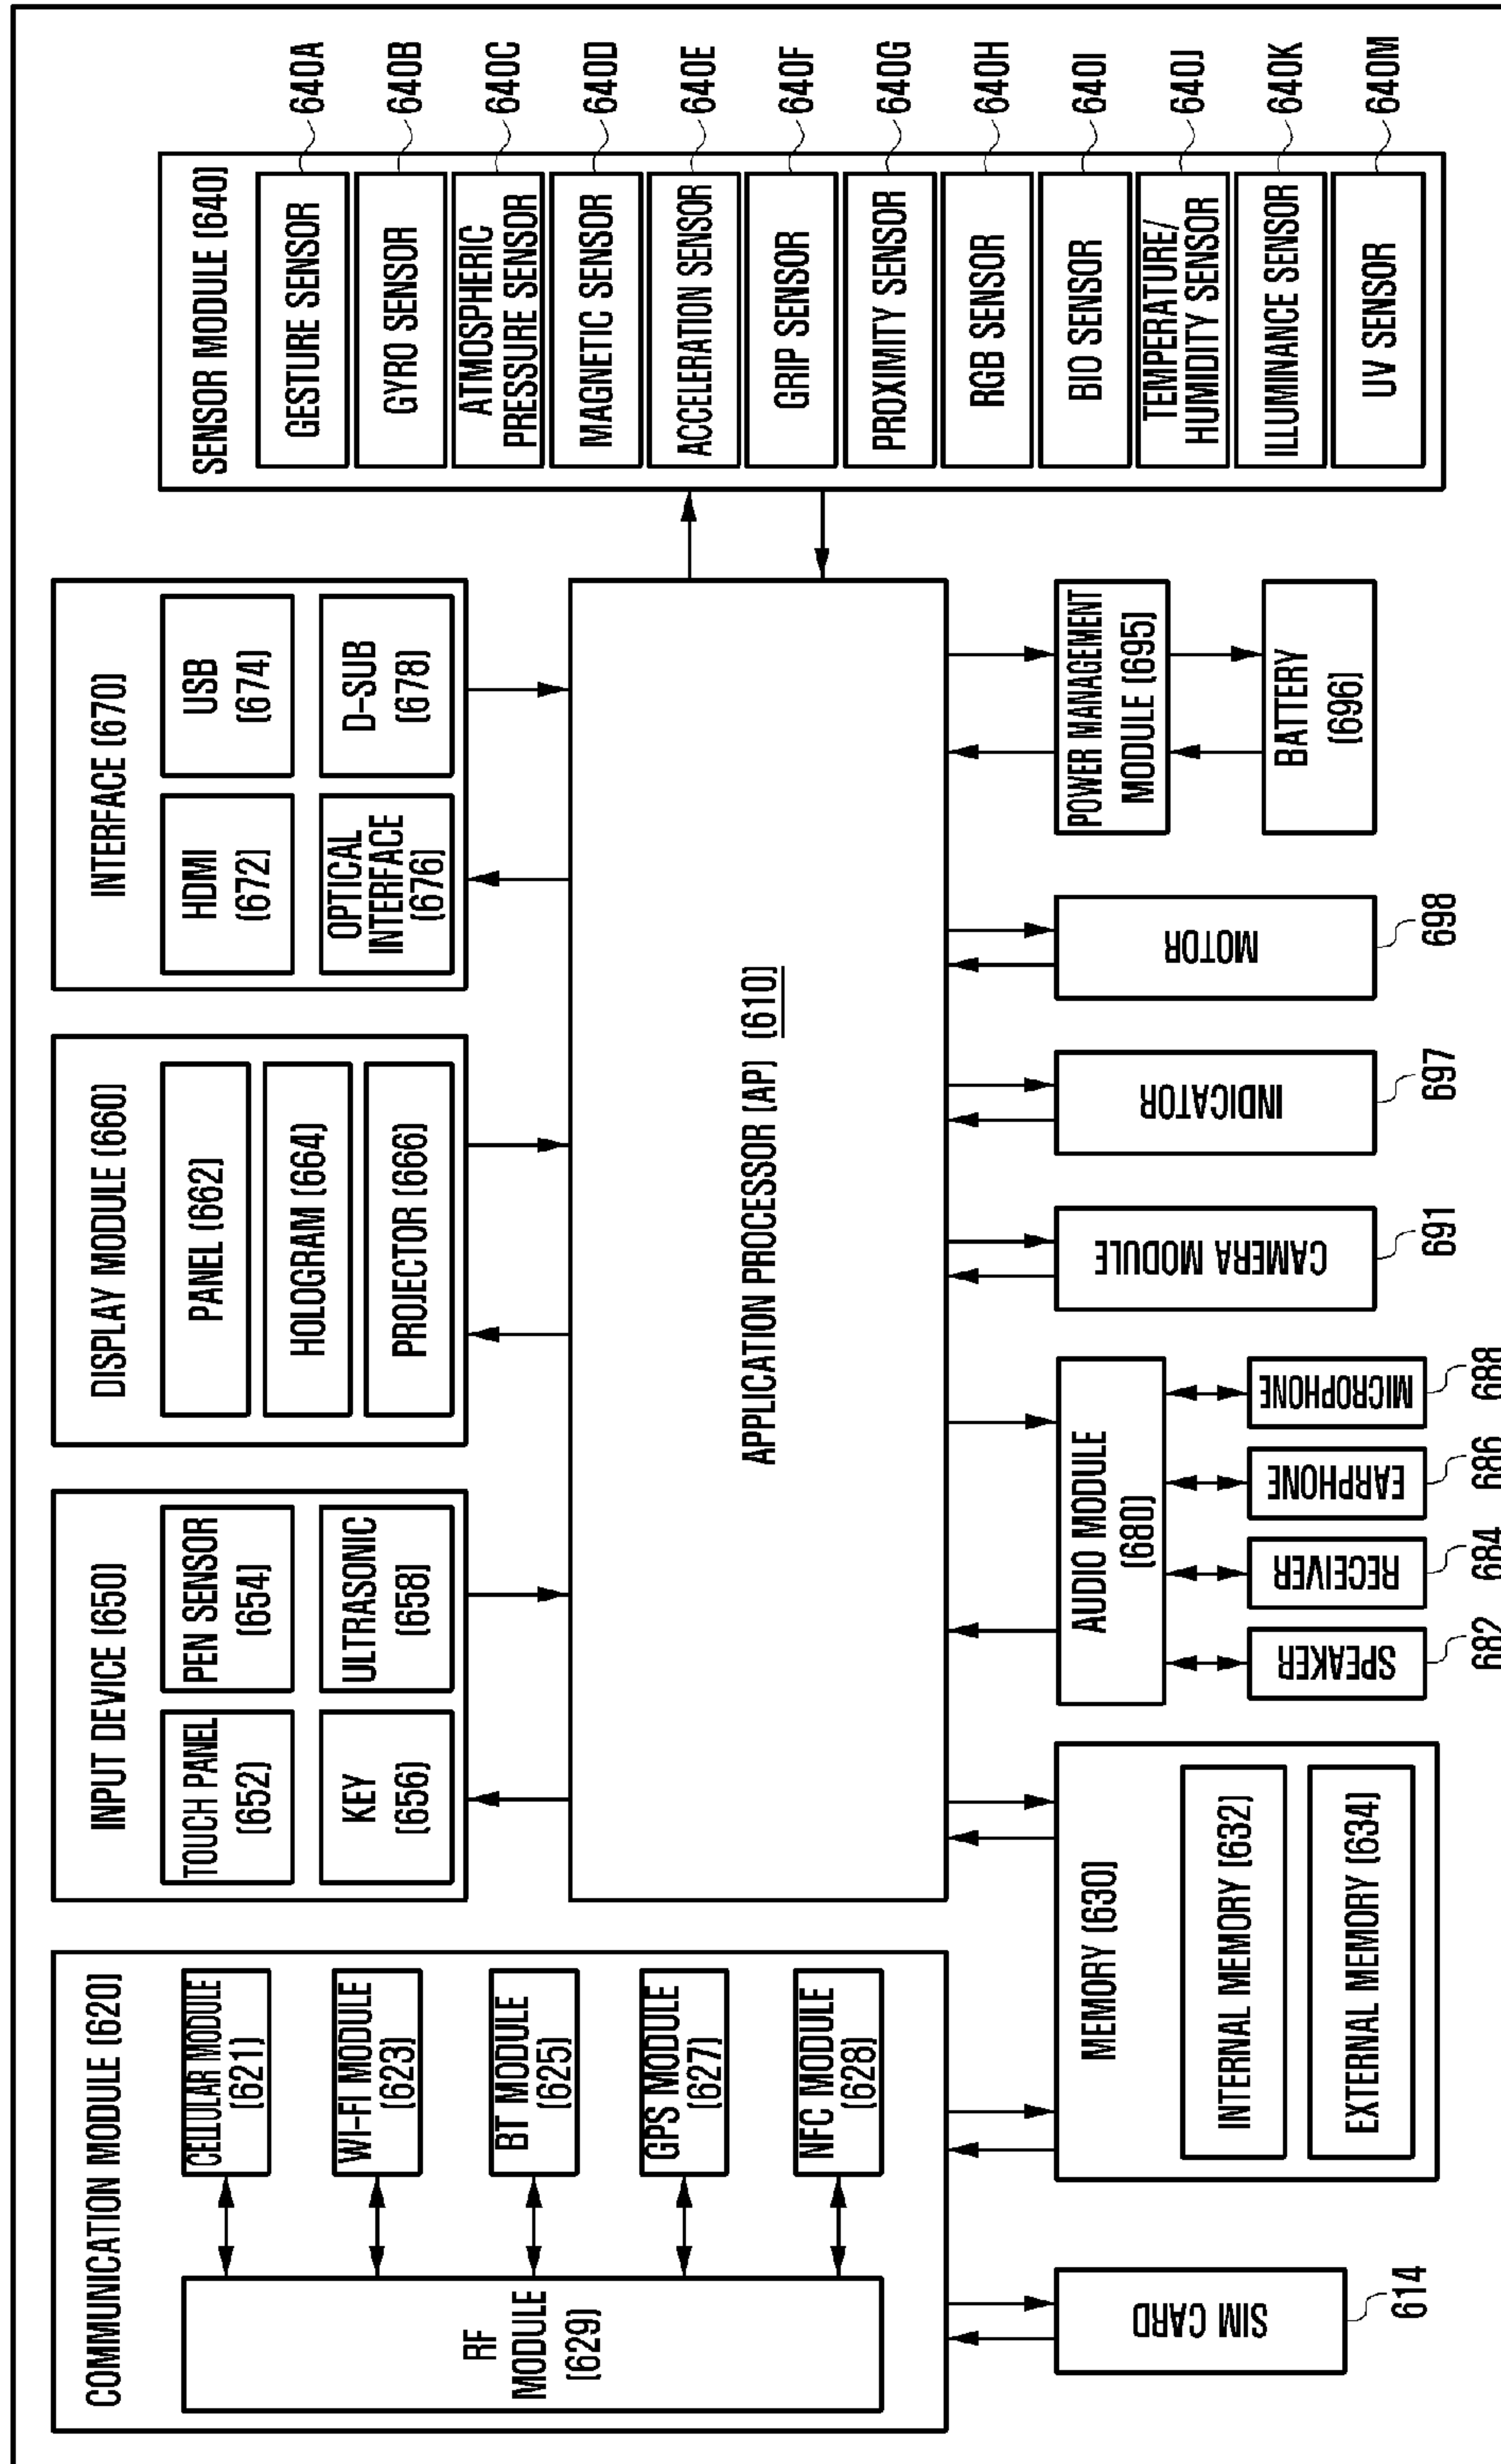 COMMUNICATION MODULE (620)
RF
MODULE
(629)
CELLULAR MODULE
(621)
WI-FI MODULE
(623)
BT MODULE
(625)
GPS MODULE
(627)
NFC MODULE
(628)
INPUT DEVICE (650)
TOUCH PANEL
(652)
PEN SENSOR
(654)
KEY
(656)
ULTRASONIC
(658)
DISPLAY MODULE (660)
PANEL (662)
HOLOGRAM (664)
PROJECTOR (666)
INTERFACE (670)
HDMI
(672)
USB
(674)
OPTICAL
INTERFACE
(676)
D-SUB
(678)
SENSOR MODULE (640)
GESTURE SENSOR
640A
GYRO SENSOR
640B
ATMOSPHERIC
PRESSURE SENSOR
640C
MAGNETIC SENSOR
640D
ACCELERATION SENSOR
640E
GRIP SENSOR
640F
PROXIMITY SENSOR
640G
RGB SENSOR
640H
BIO SENSOR
640I
TEMPERATURE/
HUMIDITY SENSOR
640J
ILLUMINANCE SENSOR
640K
UV SENSOR
640M
APPLICATION PROCESSOR (AP) (610)
SIM CARD
614
MEMORY (630)
INTERNAL MEMORY (632)
EXTERNAL MEMORY (634)
AUDIO MODULE
(680)
SPEAKER
682
RECEIVER
684
EARPHONE
686
MICROPHONE
688
CAMERA MODULE
691
INDICATOR
697
MOTOR
698
POWER MANAGEMENT
MODULE (695)
BATTERY
(696)